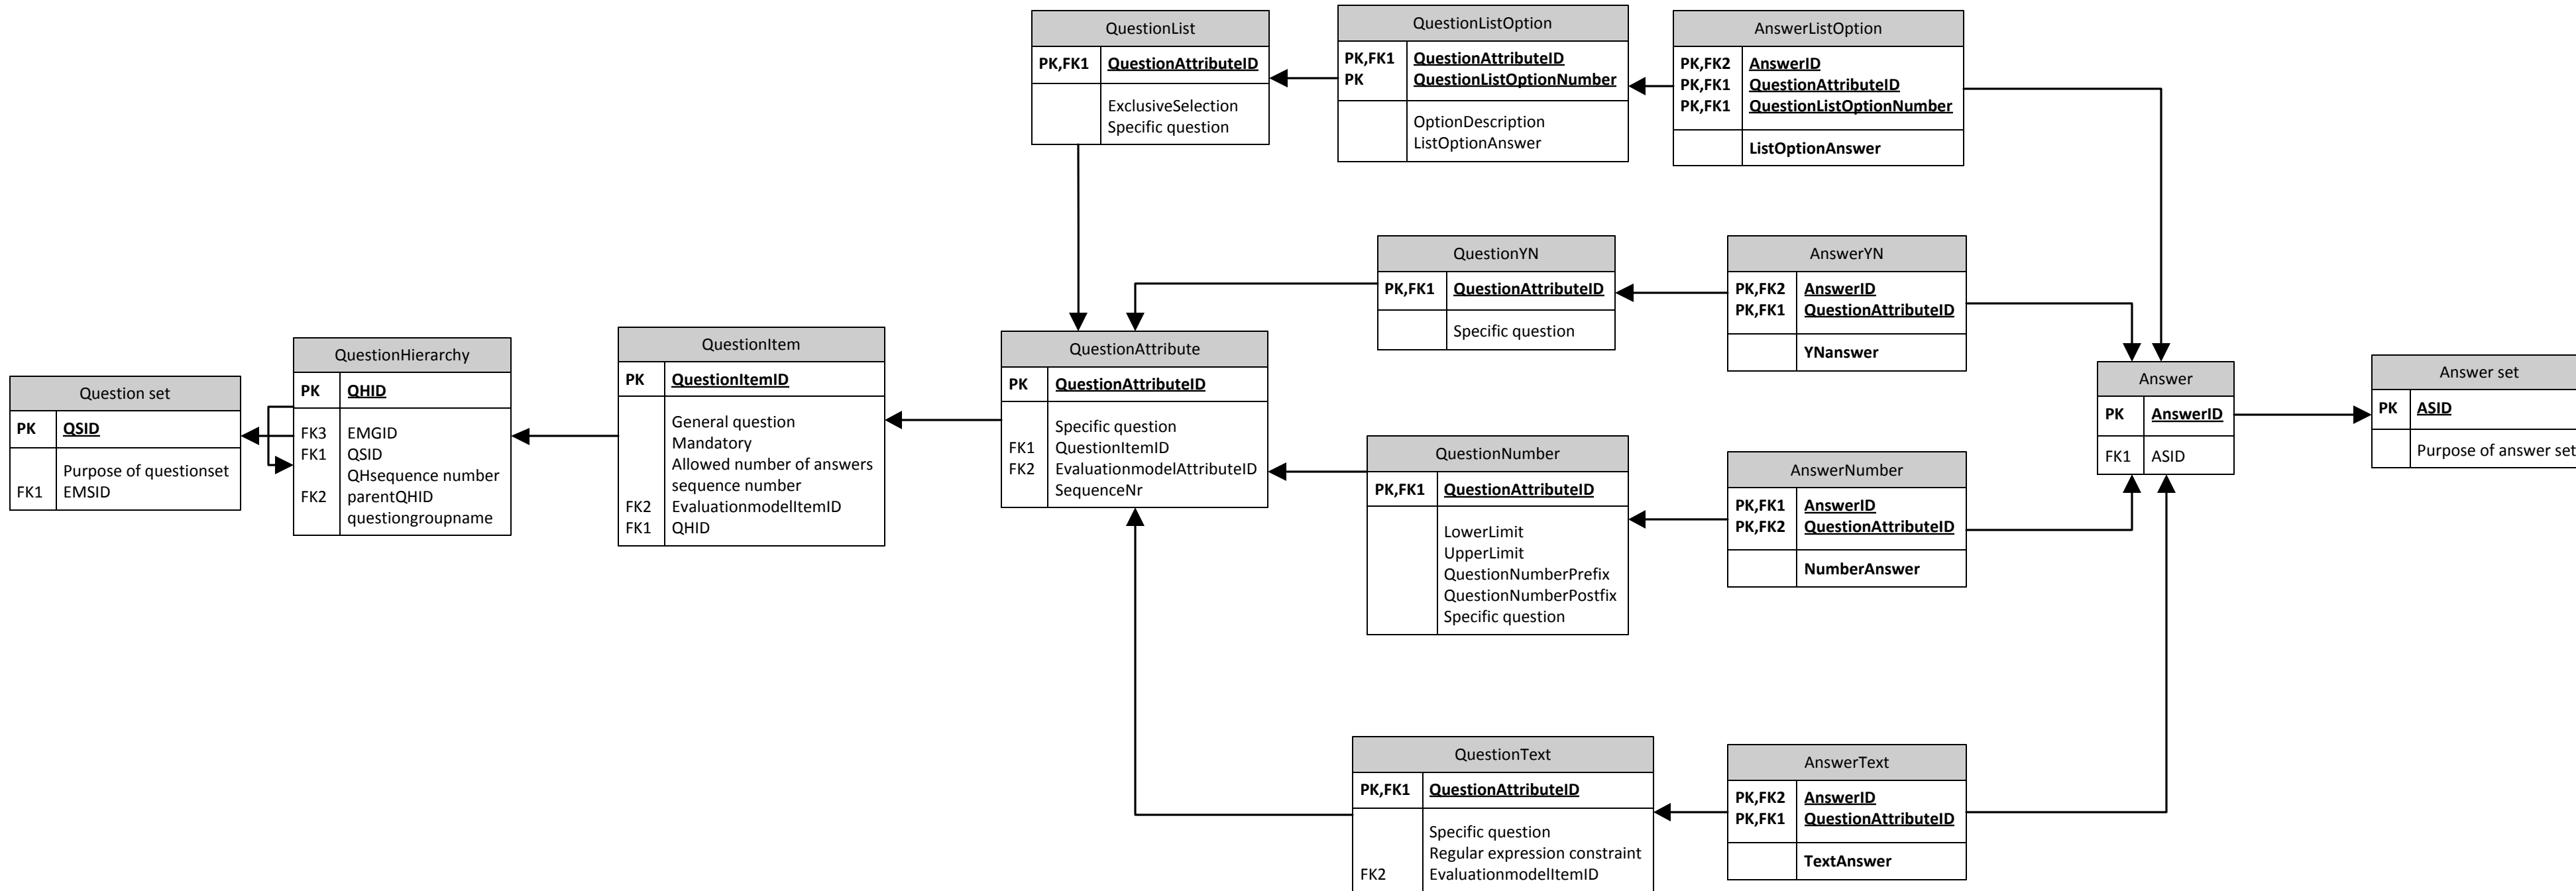 QuestionList
PK,FK1 QuestionAttributeID
ExclusiveSelection
Specific question
QuestionListOption
PK,FK1 QuestionAttributeID
PK QuestionListOptionNumber
OptionDescription
ListOptionAnswer
AnswerListOption
PK,FK2 AnswerID
PK,FK1 QuestionAttributeID
PK,FK1 QuestionListOptionNumber
ListOptionAnswer
QuestionYN
PK,FK1 QuestionAttributeID
Specific question
AnswerYN
PK,FK2 AnswerID
PK,FK1 QuestionAttributeID
YNanswer
Question set
PK QSID
Purpose of questionset
FK1 EMSID
QuestionHierarchy
PK QHID
FK3 EMGID
FK1 QSID
QHsequence number
FK2 parentQHID
questiongroupname
QuestionItem
PK QuestionItemID
General question
Mandatory
Allowed number of answers
sequence number
FK2 EvaluationmodelItemID
FK1 QHID
QuestionAttribute
PK QuestionAttributeID
Specific question
FK1 QuestionItemID
FK2 EvaluationmodelAttributeID
SequenceNr
Answer
PK AnswerID
FK1 ASID
Answer set
PK ASID
Purpose of answer set
QuestionNumber
PK,FK1 QuestionAttributeID
LowerLimit
UpperLimit
QuestionNumberPrefix
QuestionNumberPostfix
Specific question
AnswerNumber
PK,FK1 AnswerID
PK,FK2 QuestionAttributeID
NumberAnswer
QuestionText
PK,FK1 QuestionAttributeID
Specific question
Regular expression constraint
FK2 EvaluationmodelItemID
AnswerText
PK,FK2 AnswerID
PK,FK1 QuestionAttributeID
TextAnswer